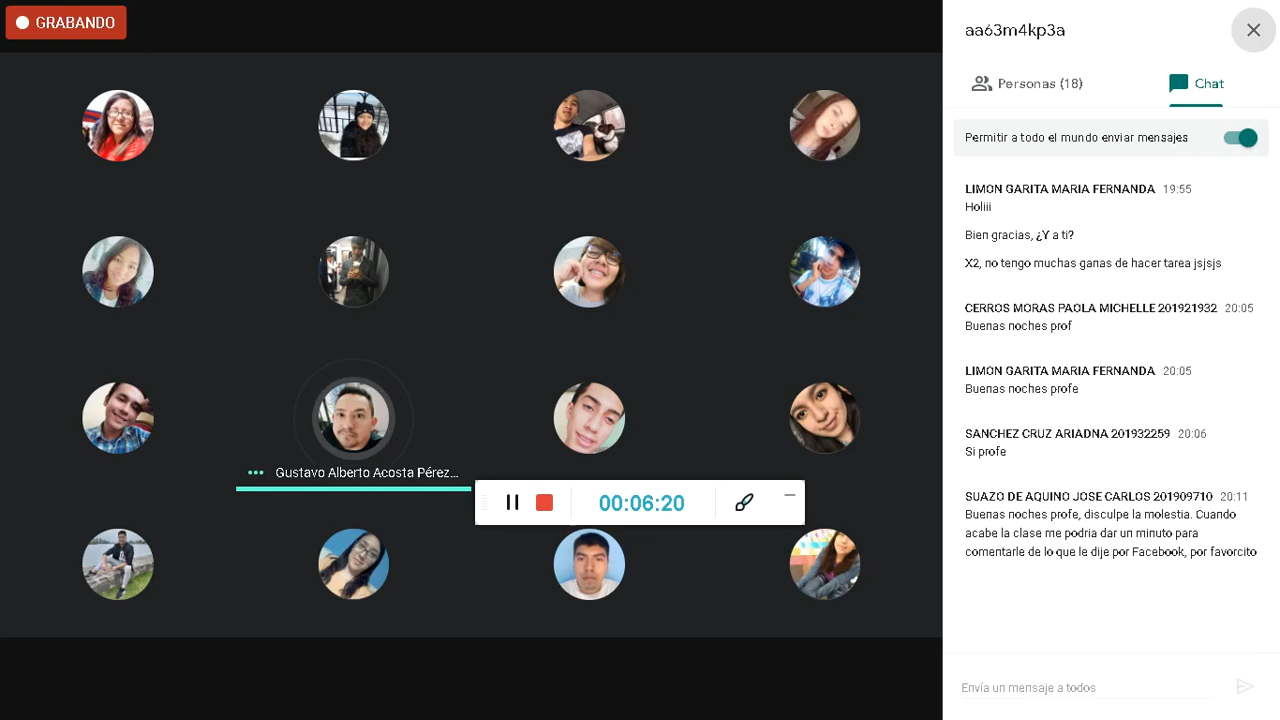 GRABANDO
Gustavo Alberto Acosta Pérez...
00:06:20
aa63m4kp3a
Personas (18)
Chat
Permitir a todo el mundo enviar mensajes
LIMON GARITA MARIA FERNANDA 19:55
Holiii
Bien gracias, ¿Y a ti?
X2, no tengo muchas ganas de hacer tarea jsjsjs
CERROS MORAS PAOLA MICHELLE 201921932 20:05
Buenas noches prof
LIMON GARITA MARIA FERNANDA 20:05
Buenas noches profe
SANCHEZ CRUZ ARIADNA 201932259 20:06
Si profe
SUAZO DE AQUINO JOSE CARLOS 201909710 20:11
Buenas noches profe, disculpe la molestia. Cuando
acabe la clase me podria dar un minuto para
comentarle de lo que le dije por Facebook, por favorcito
Envía un mensaje a todos